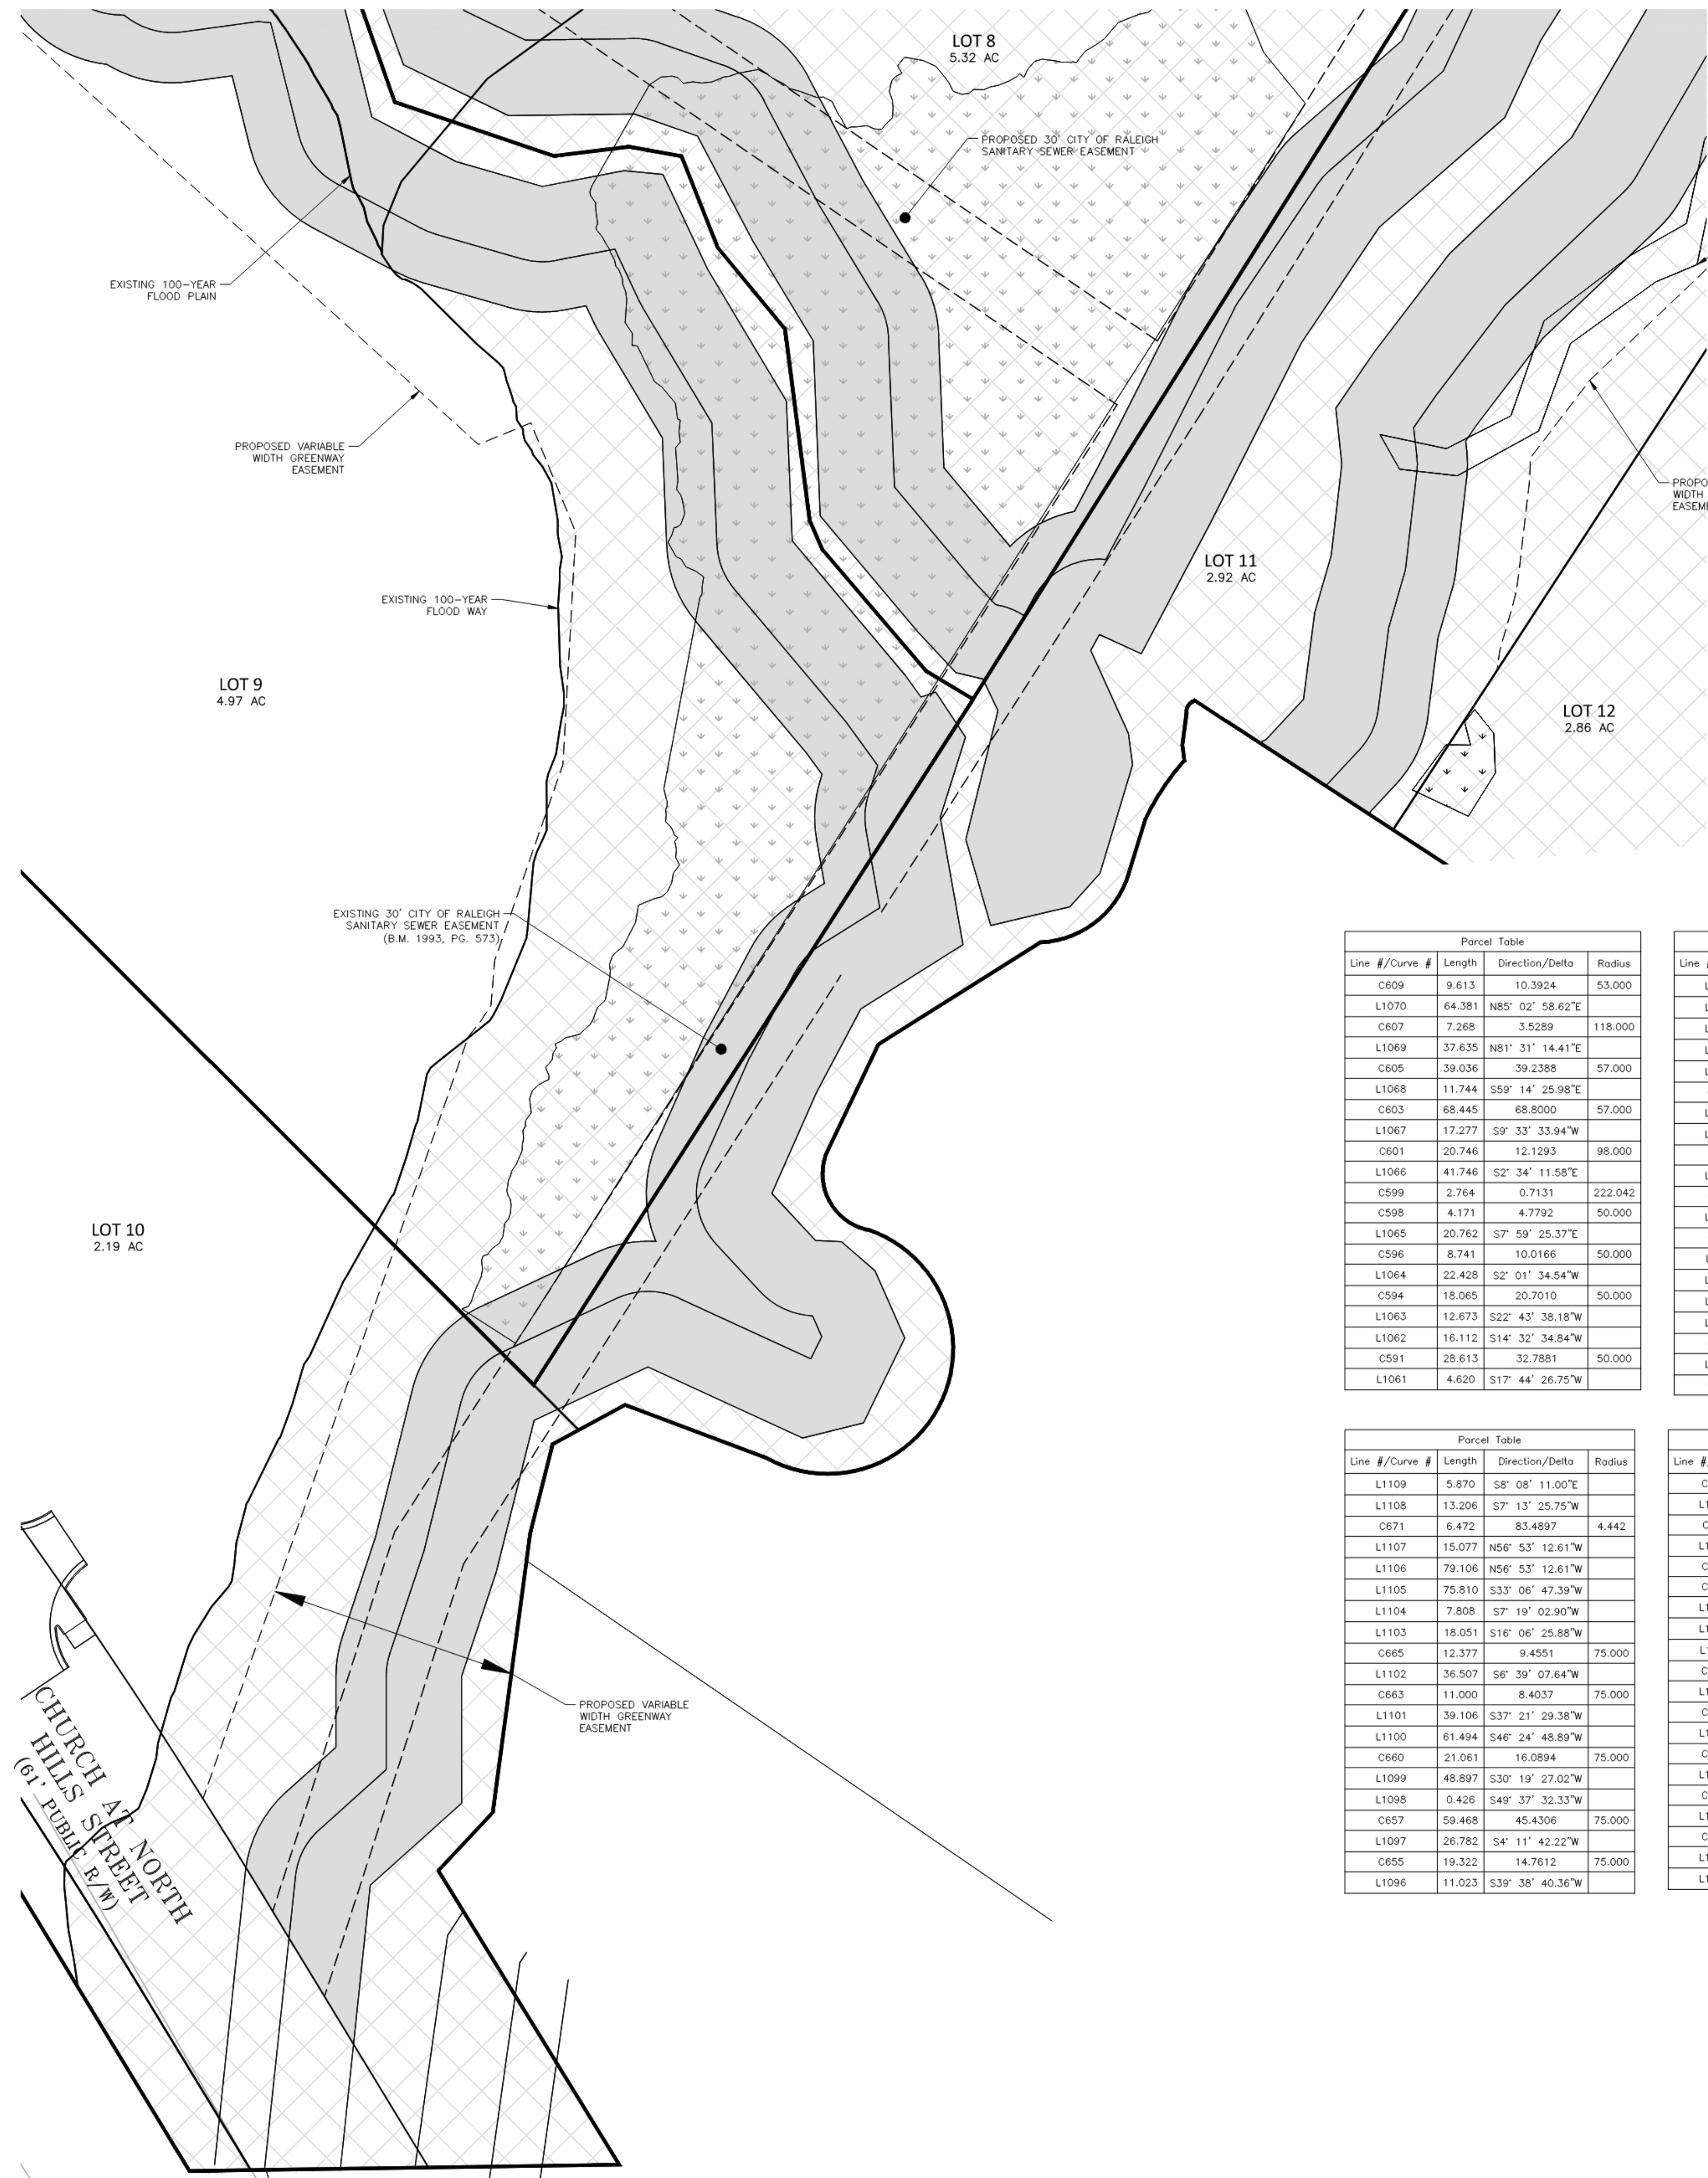 LOT 8
5.32 AC
PROPOSED 30' CITY OF RALEIGH
SANITARY SEWER EASEMENT
EXISTING 100-YEAR
FLOOD PLAIN
PROPOSED VARIABLE
WIDTH GREENWAY
EASEMENT
PROPO
WIDTH
EASEM
LOT 11
2.92 AC
EXISTING 100-YEAR
FLOOD WAY
LOT 9
4.97 AC
LOT 12
2.86 AC
EXISTING 30' CITY OF RALEIGH
SANITARY SEWER EASEMENT
(B.M. 1993, PG. 573)
LOT 10
2.19 AC
PROPOSED VARIABLE
WIDTH GREENWAY
EASEMENT
CHURCH AT NORTH
HILLS STREET
(61' PUBLIC R/W)
Parcel Table
Line #/Curve # Length Direction/Delta Radius
C609 9.613 10.3924 53.000
L1070 64.381 N85° 02' 58.62"E
C607 7.268 3.5289 118.000
L1069 37.635 N81° 31' 14.41"E
C605 39.036 39.2388 57.000
L1068 11.744 S59° 14' 25.98"E
C603 68.445 68.8000 57.000
L1067 17.277 S9° 33' 33.94"W
C601 20.746 12.1293 98.000
L1066 41.746 S2° 34' 11.58"E
C599 2.764 0.7131 222.042
C598 4.171 4.7792 50.000
L1065 20.762 S7° 59' 25.37"E
C596 8.741 10.0166 50.000
L1064 22.428 S2° 01' 34.54"W
C594 18.065 20.7010 50.000
L1063 12.673 S22° 43' 38.18"W
L1062 16.112 S14° 32' 34.84"W
C591 28.613 32.7881 50.000
L1061 4.620 S17° 44' 26.75"W
Parcel Table
Line #/Curve # Length Direction/Delta Radius
L1109 5.870 S8° 08' 11.00"E
L1108 13.206 S7° 13' 25.75"W
C671 6.472 83.4897 4.442
L1107 15.077 N56° 53' 12.61"W
L1106 79.106 N56° 53' 12.61"W
L1105 75.810 S33° 06' 47.39"W
L1104 7.808 S7° 19' 02.90"W
L1103 18.051 S16° 06' 25.88"W
C665 12.377 9.4551 75.000
L1102 36.507 S6° 39' 07.64"W
C663 11.000 8.4037 75.000
L1101 39.106 S37° 21' 29.38"W
L1100 61.494 S46° 24' 48.89"W
C660 21.061 16.0894 75.000
L1099 48.897 S30° 19' 27.02"W
L1098 0.426 S49° 37' 32.33"W
C657 59.468 45.4306 75.000
L1097 26.782 S4° 11' 42.22"W
C655 19.322 14.7612 75.000
L1096 11.023 S39° 38' 40.36"W